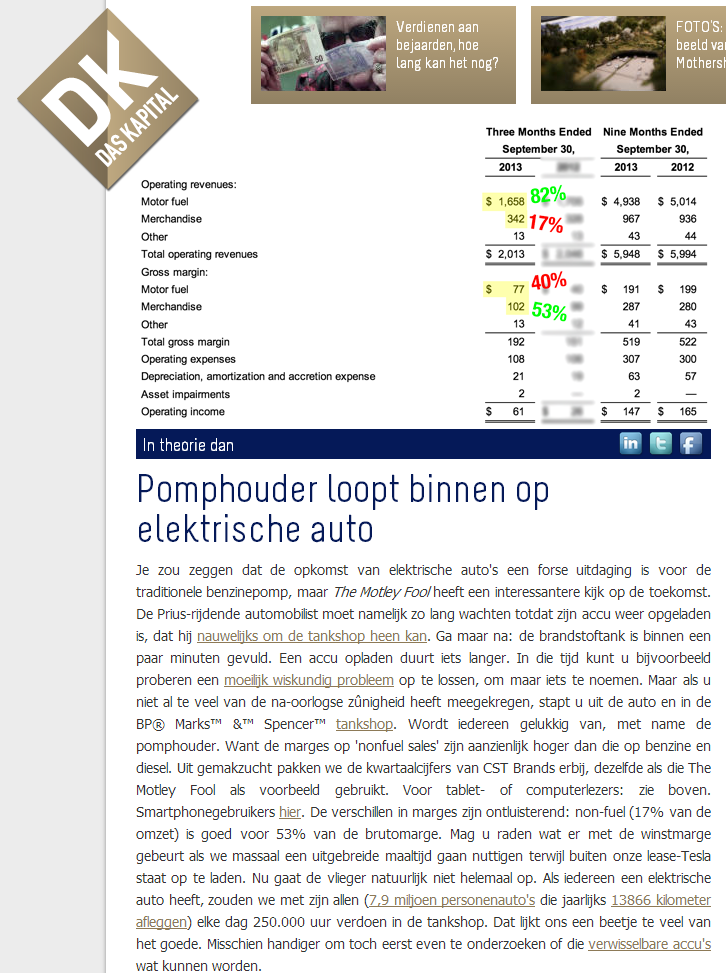 DK
DAS KAPITAL
Verdienen aan
bejaarden, hoe
lang kan het nog?
FOTO'S:
beeld va
Mothersh
Three Months Ended Nine Months Ended
September 30, September 30,
2013 2013 2012
Operating revenues:
Motor fuel $ 1,658 82% $ 4,938 $ 5,014
Merchandise 342 17% 967 936
Other 13 43 44
Total operating revenues $ 2,013 $ 5,948 $ 5,994
Gross margin:
Motor fuel $ 77 40% $ 191 $ 199
Merchandise 102 53% 287 280
Other 13 41 43
Total gross margin 192 519 522
Operating expenses 108 307 300
Depreciation, amortization and accretion expense 21 63 57
Asset impairments 2 — 2 —
Operating income $ 61 $ 147 $ 165
In theorie dan
Pomphouder loopt binnen op
elektrische auto
Je zou zeggen dat de opkomst van elektrische auto's een forse uitdaging is voor de
traditionele benzinepomp, maar The Motley Fool heeft een interessantere kijk op de toekomst.
De Prius-rijdende automobilist moet namelijk zo lang wachten totdat zijn accu weer opgeladen
is, dat hij nauwelijks om de tankshop heen kan. Ga maar na: de brandstoftank is binnen een
paar minuten gevuld. Een accu opladen duurt iets langer. In die tijd kunt u bijvoorbeeld
proberen een moeilijk wiskundig probleem op te lossen, om maar iets te noemen. Maar als u
niet al te veel van de na-oorlogse zûnigheid heeft meegekregen, stapt u uit de auto en in de
BP® Marks™ &™ Spencer™ tankshop. Wordt iedereen gelukkig van, met name de
pomphouder. Want de marges op 'nonfuel sales' zijn aanzienlijk hoger dan die op benzine en
diesel. Uit gemakzucht pakken we de kwartaalcijfers van CST Brands erbij, dezelfde als die The
Motley Fool als voorbeeld gebruikt. Voor tablet- of computerlezers: zie boven.
Smartphonegebruikers hier. De verschillen in marges zijn ontluisterend: non-fuel (17% van de
omzet) is goed voor 53% van de brutomarge. Mag u raden wat er met de winstmarge
gebeurt als we massaal een uitgebreide maaltijd gaan nuttigen terwijl buiten onze lease-Tesla
staat op te laden. Nu gaat de vlieger natuurlijk niet helemaal op. Als iedereen een elektrische
auto heeft, zouden we met zijn allen (7,9 miljoen personenauto's die jaarlijks 13866 kilometer
afleggen) elke dag 250.000 uur verdoen in de tankshop. Dat lijkt ons een beetje te veel van
het goede. Misschien handiger om toch eerst even te onderzoeken of die verwisselbare accu's
wat kunnen worden.